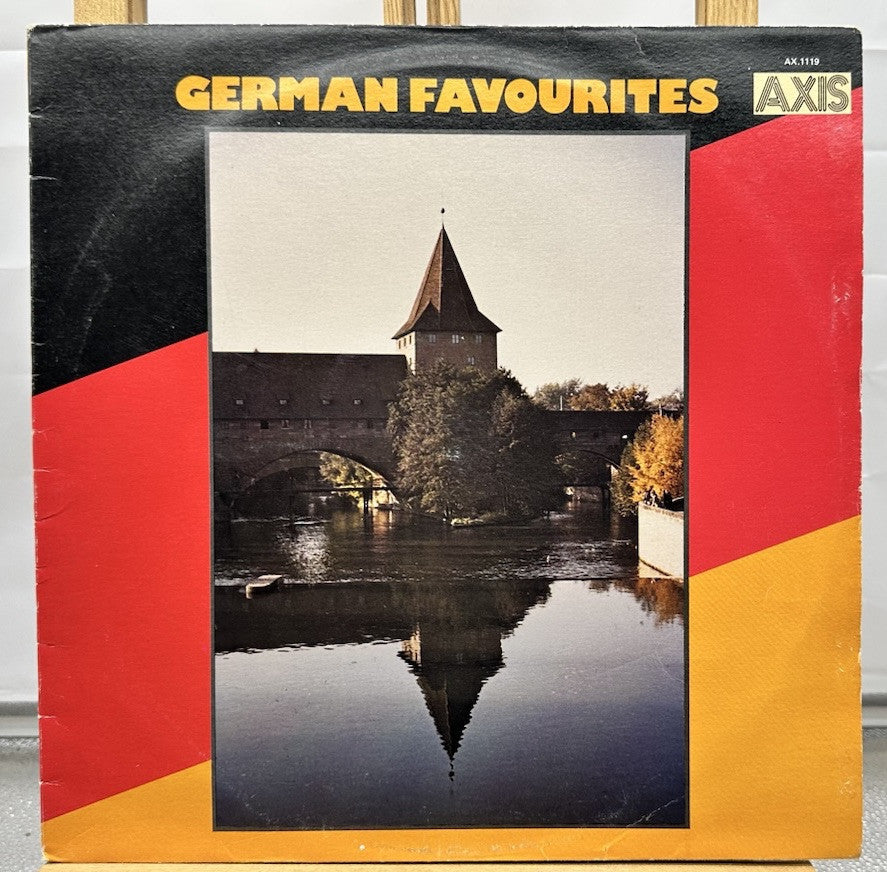 AX.1119
GERMAN FAVOURITES
AXIS